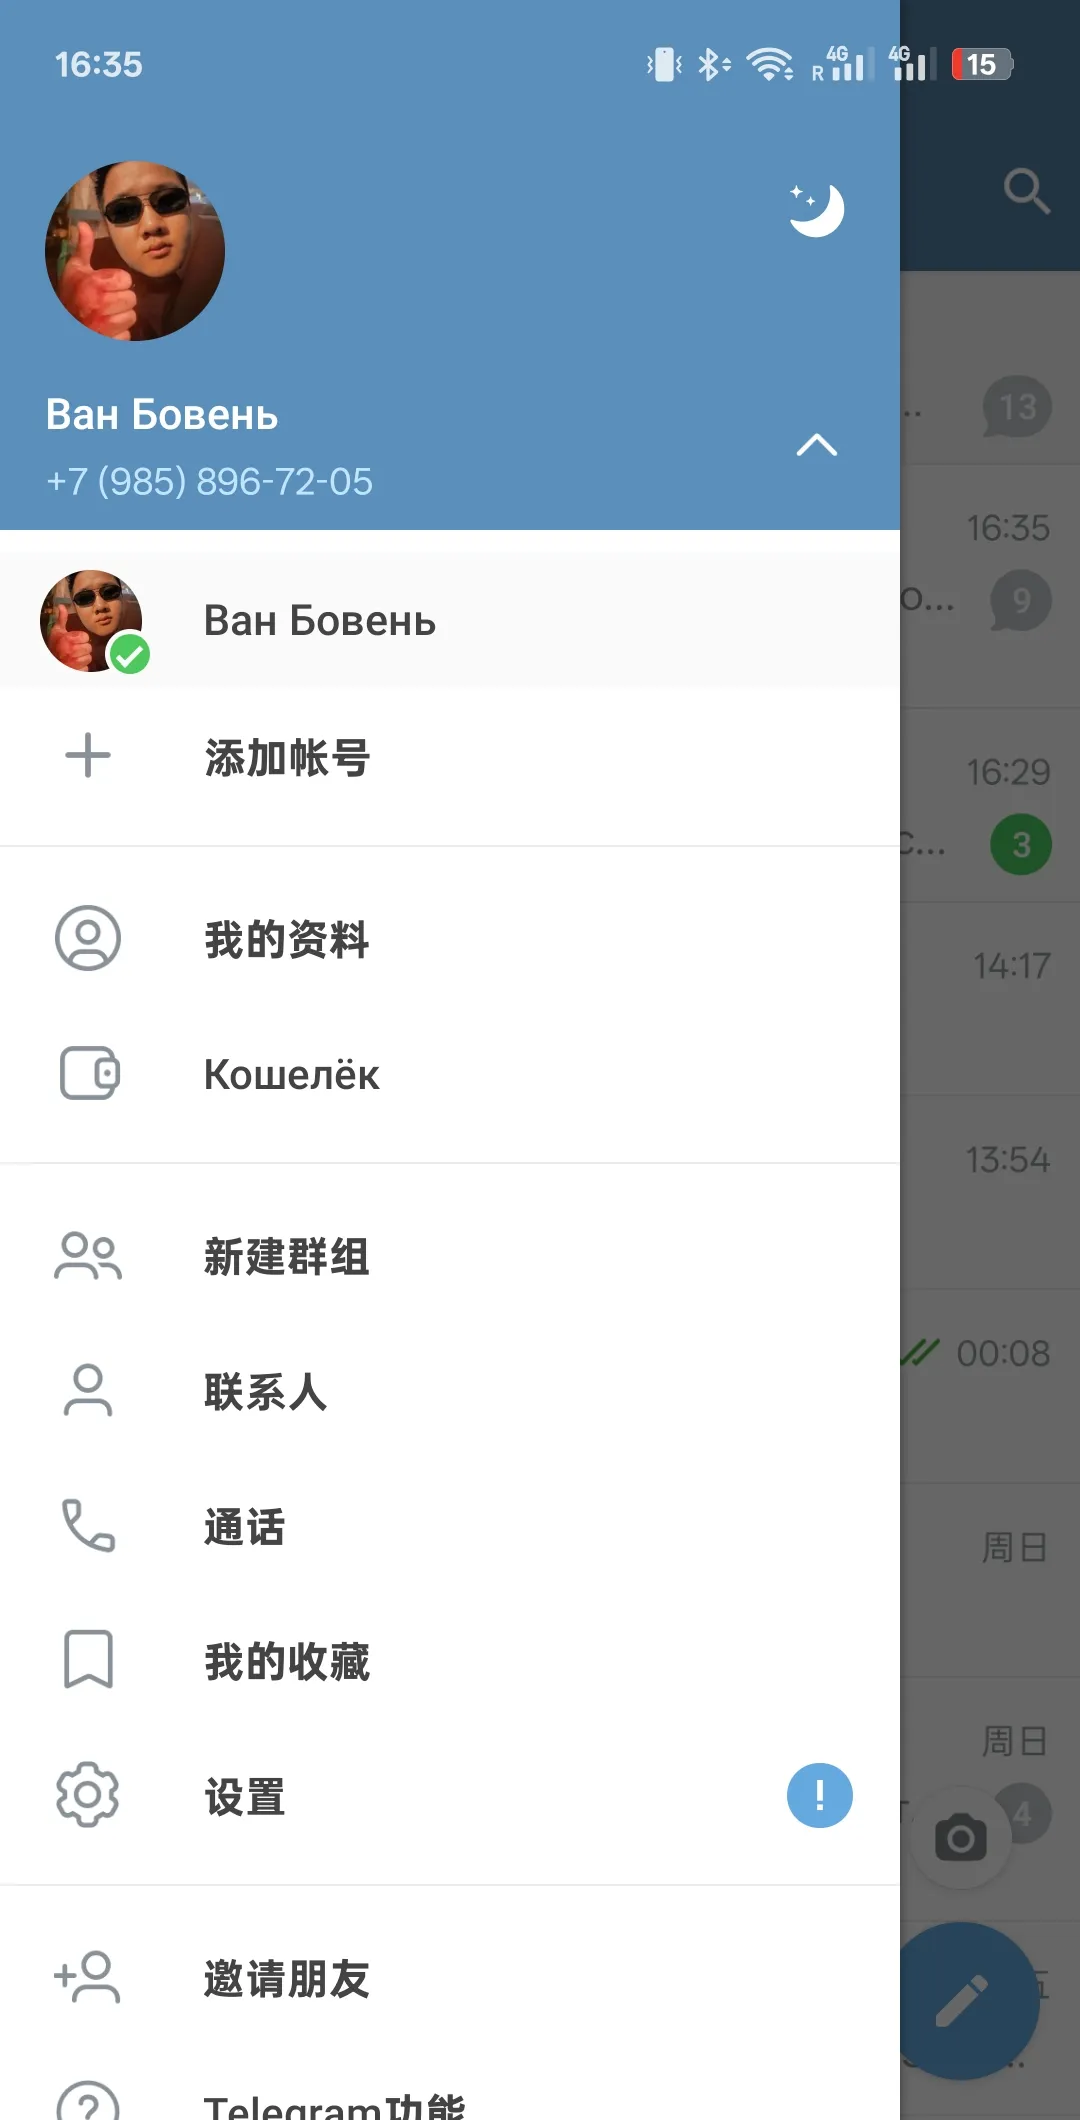 16:35
4G
R
4G
15
Ван Бовень
+7 (985) 896-72-05
13
16:35
9
Ван Бовень
添加帐号
16:29
3
我的资料
14:17
Кошелёк
13:54
新建群组
00:08
联系人
通话
周日
我的收藏
周日
设置
!
4
邀请朋友
Telegram功能